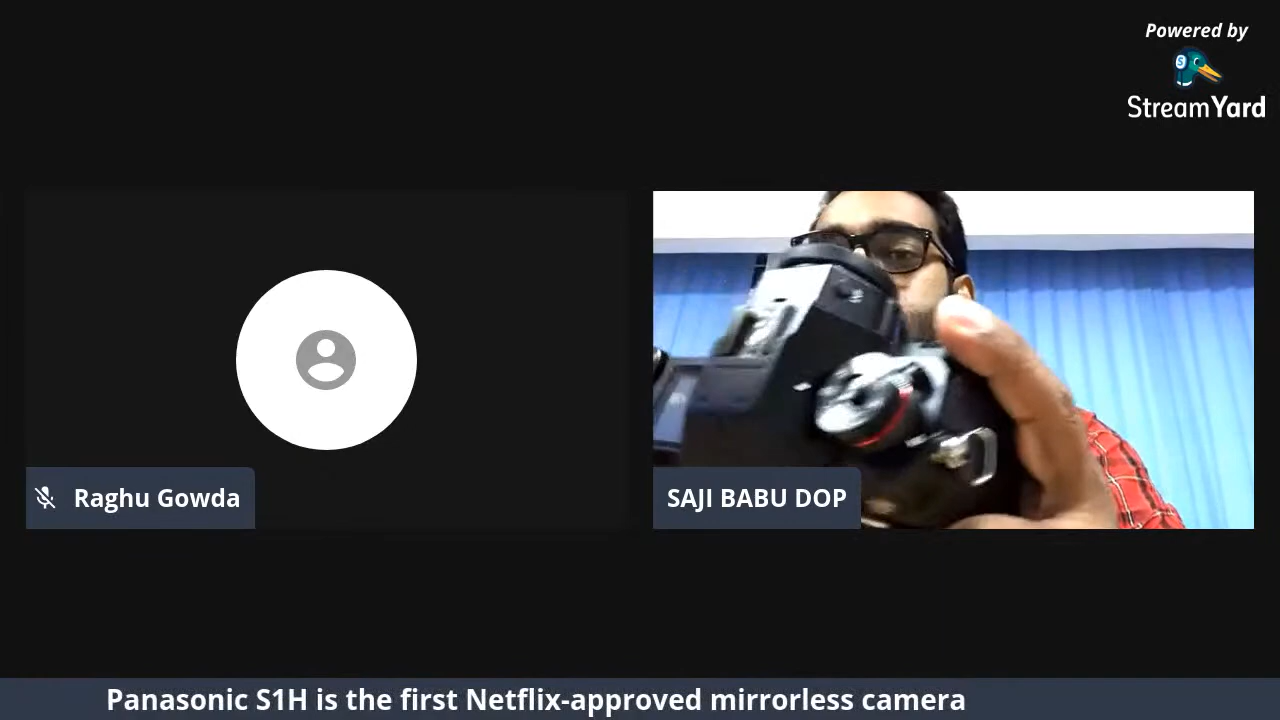 Powered by
StreamYard
Raghu Gowda
SAJI BABU DOP
Panasonic S1H is the first Netflix-approved mirrorless camera